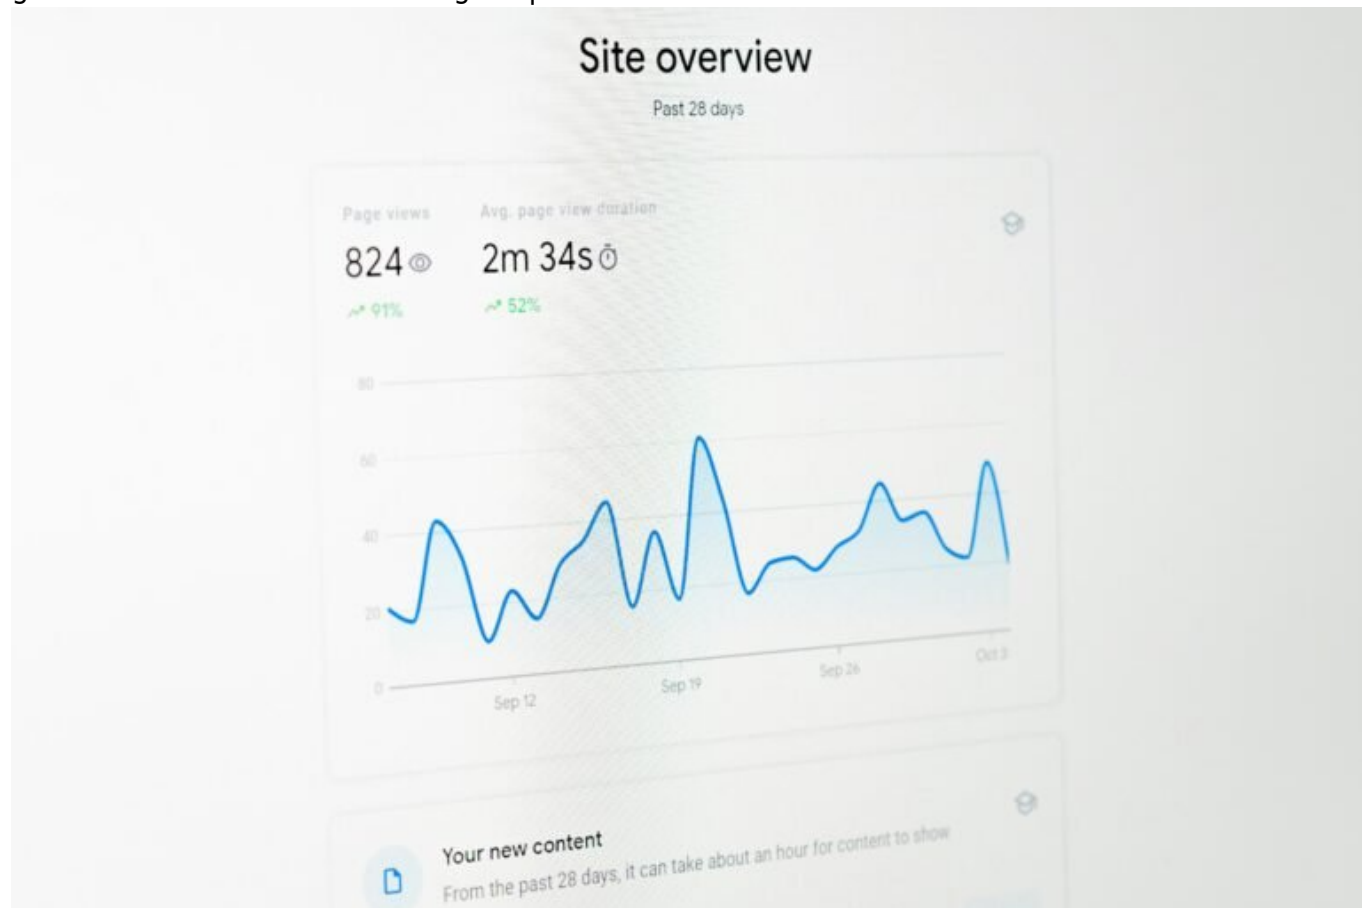 Site overview
Past 28 days
Page views
Avg. page view duration
824
2m 34s
91%
52%
80
60
40
20
0
Sep 12
Sep 19
Sep 26
Oct 3
Your new content
From the past 28 days, it can take about an hour for content to show